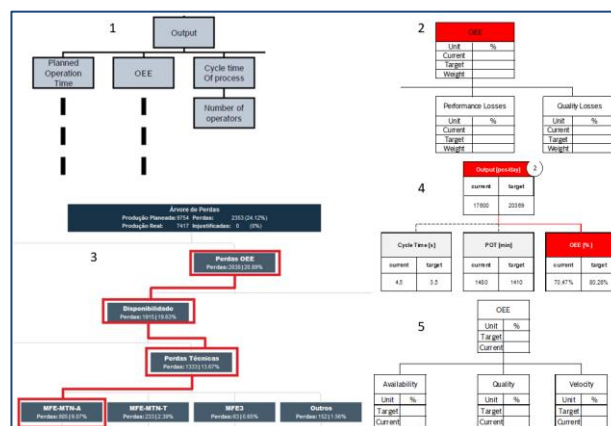 1
Output
Planned
Operation
Time
OEE
Cycle time
Of process
Number of
operators
2
OEE
Unit %
Current
Target
Weight
Performance Losses
Unit %
Current
Target
Weight
Quality Losses
Unit %
Current
Target
Weight
3
Árvore de Perdas
Produção Planeada: 9754 Perdas: 2353 (24.12%)
Produção Real: 7417 Injustificadas: 0 (0%)
Perdas OEE
Disponibilidade
Perdas Técnicas
MFE-MTN-A
MFE-MTN-T
MFE3
Outros
4
Output [pos/day]
2
current target
Cycle Time [s]
current target
4.5 3.5
POT [min]
current target
1410
OEE [%]
current target
70,47% 80,28%
5
OEE
Unit %
Target
Current
Availability
Unit %
Target
Current
Quality
Unit %
Target
Current
Velocity
Unit %
Target
Current